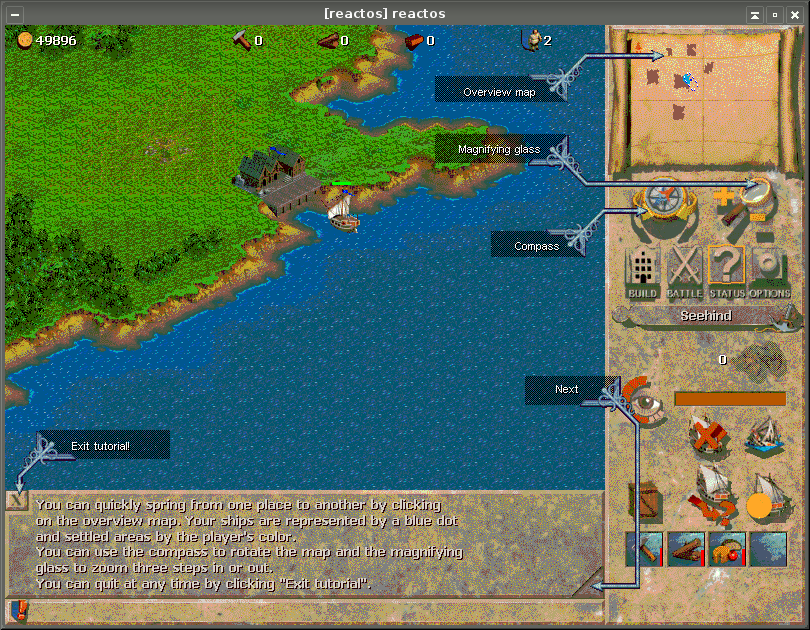 [reactos] reactos
49896
0
0
0
2
Overview map
Magnifying glass
Compass
BUILD
BATTLE
STATUS
OPTIONS
Seehind
0
Next
Exit tutorial!
You can quickly spring from one place to another by clicking
on the overview map. Your ships are represented by a blue dot
and settled areas by the player's color.
You can use the compass to rotate the map and the magnifying
glass to zoom three steps in or out.
You can quit at any time by clicking "Exit tutorial".